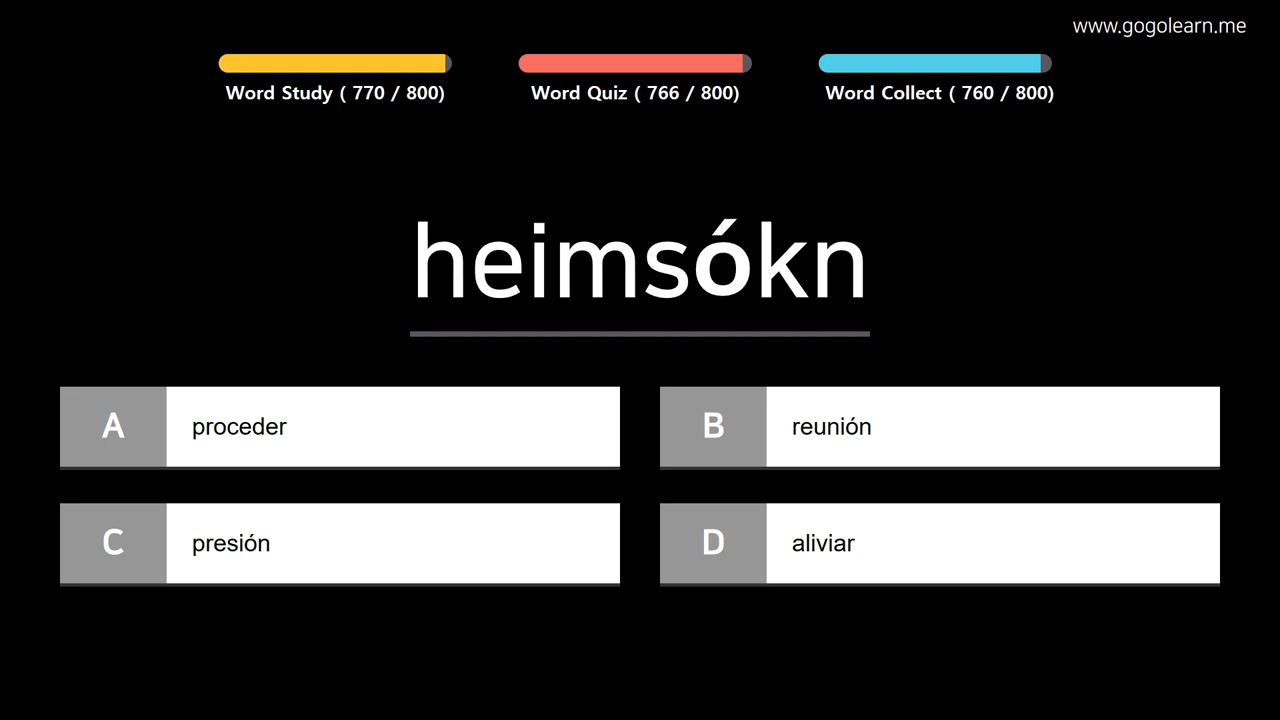 www.gogolearn.me
Word Study ( 770 / 800)
Word Quiz ( 766 / 800)
Word Collect ( 760 / 800)
heimsókn
A proceder
B reunión
C presión
D aliviar